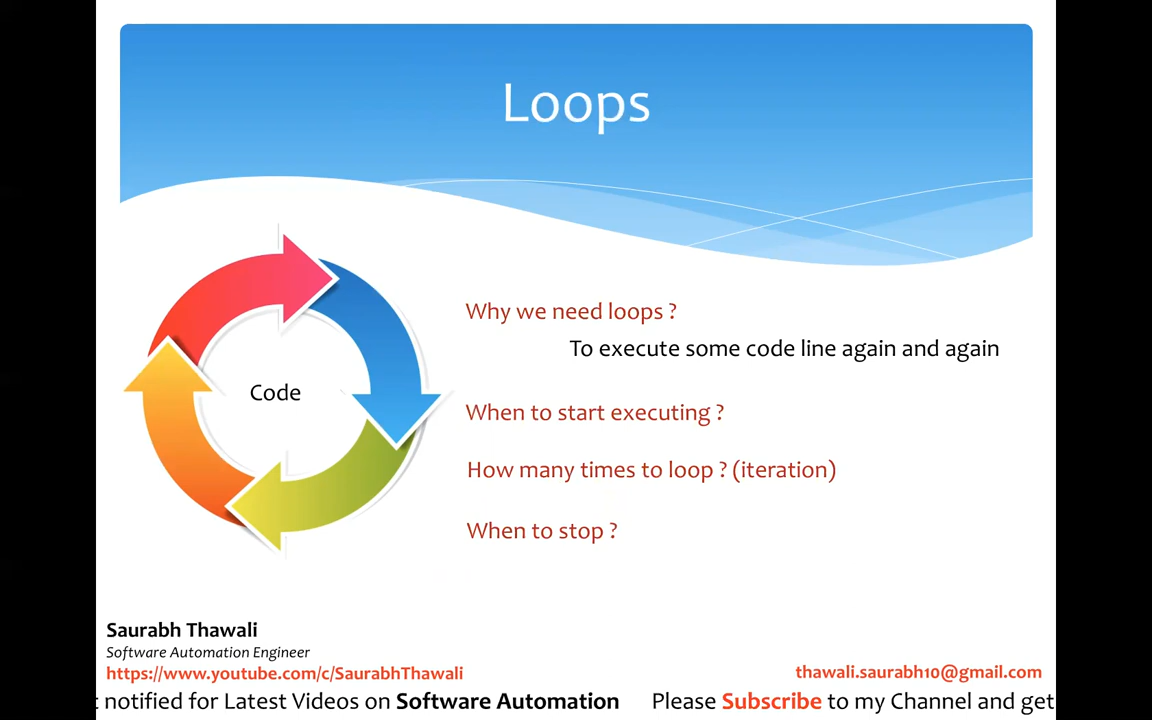 Loops
Code
Why we need loops ?
To execute some code line again and again
When to start executing ?
How many times to loop ? (iteration)
When to stop ?
Saurabh Thawali
Software Automation Engineer
https://www.youtube.com/c/SaurabhThawali
thawali.saurabh10@gmail.com
notified for Latest Videos on Software Automation Please Subscribe to my Channel and get